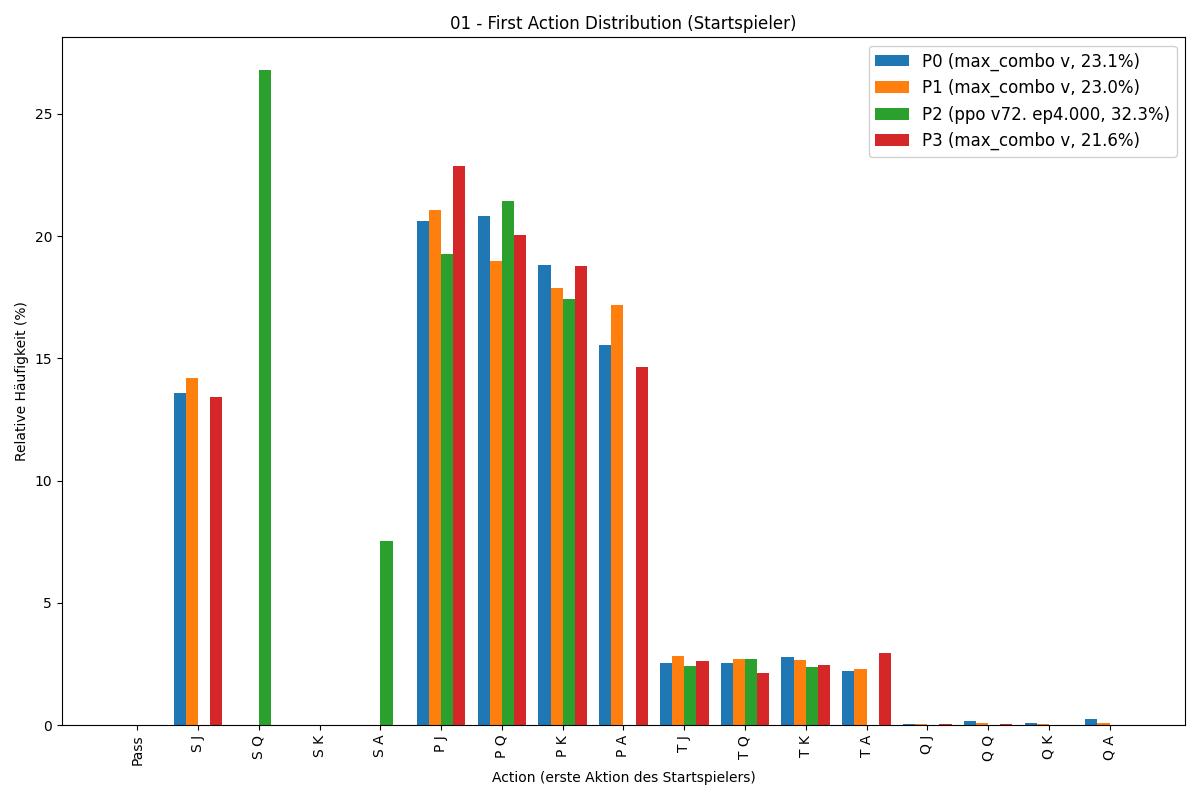 01 - First Action Distribution (Startspieler)
P0 (max_combo v, 23.1%)
P1 (max_combo v, 23.0%)
P2 (ppo v72. ep4.000, 32.3%)
P3 (max_combo v, 21.6%)
Relative Häufigkeit (%)
25
20
15
10
5
0
Pass
S J
S Q
S K
S A
P J
P Q
P K
P A
T J
T Q
T K
T A
Q J
Q Q
Q K
Q A
Action (erste Aktion des Startspielers)